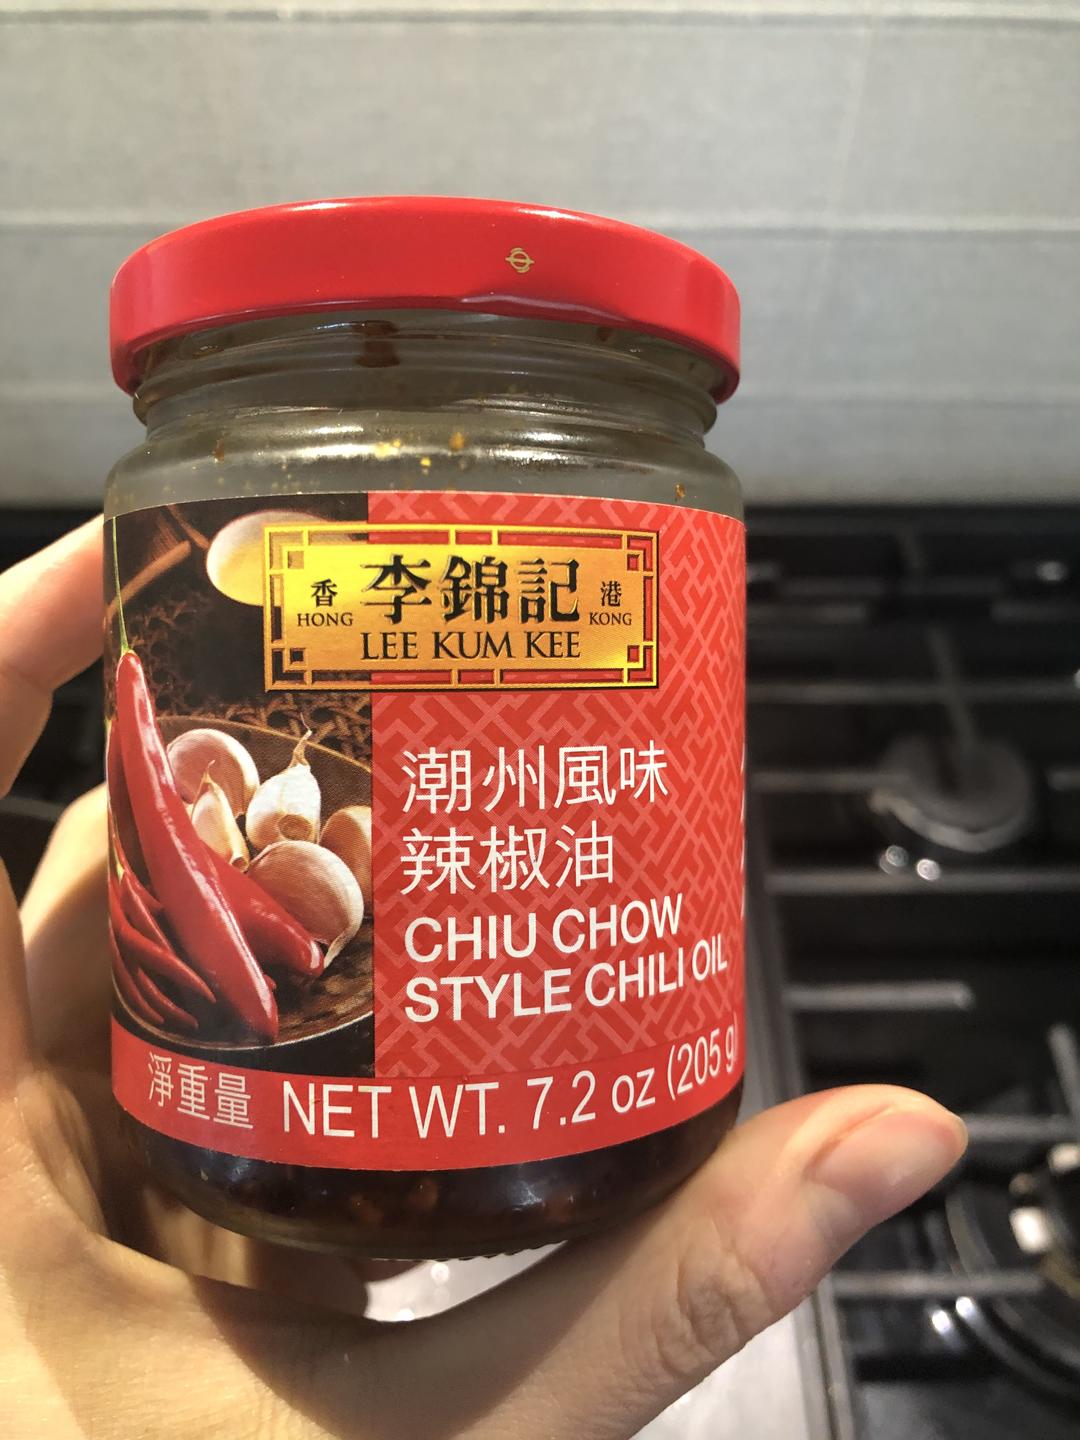 香 李錦記 港
HONG LEE KUM KEE KONG
潮州風味
辣椒油
CHIU CHOW
STYLE CHILI OIL
淨重量 NET WT. 7.2 oz (205 g)